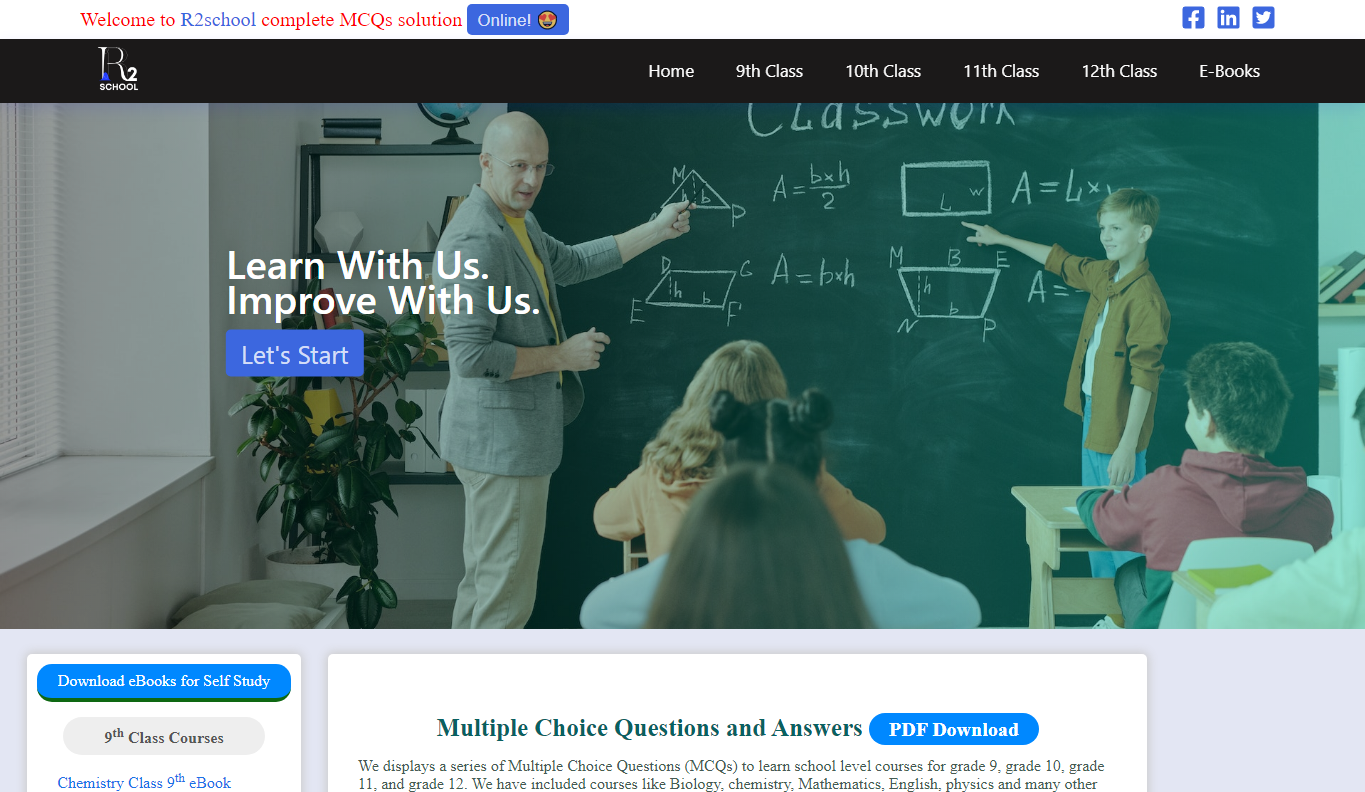 Welcome to R2school complete MCQs solution Online! 😍
R2
SCHOOL
Home 9th Class 10th Class 11th Class 12th Class E-Books
Classwork
M h b P A = b×h/2
L W A = L×
D G E F h b A = b×h
M B E N P h b A =
Learn With Us.
Improve With Us.
Let's Start
Download eBooks for Self Study
9th Class Courses
Chemistry Class 9th eBook
Multiple Choice Questions and Answers PDF Download
We displays a series of Multiple Choice Questions (MCQs) to learn school level courses for grade 9, grade 10, grade
11, and grade 12. We have included courses like Biology, chemistry, Mathematics, English, physics and many other